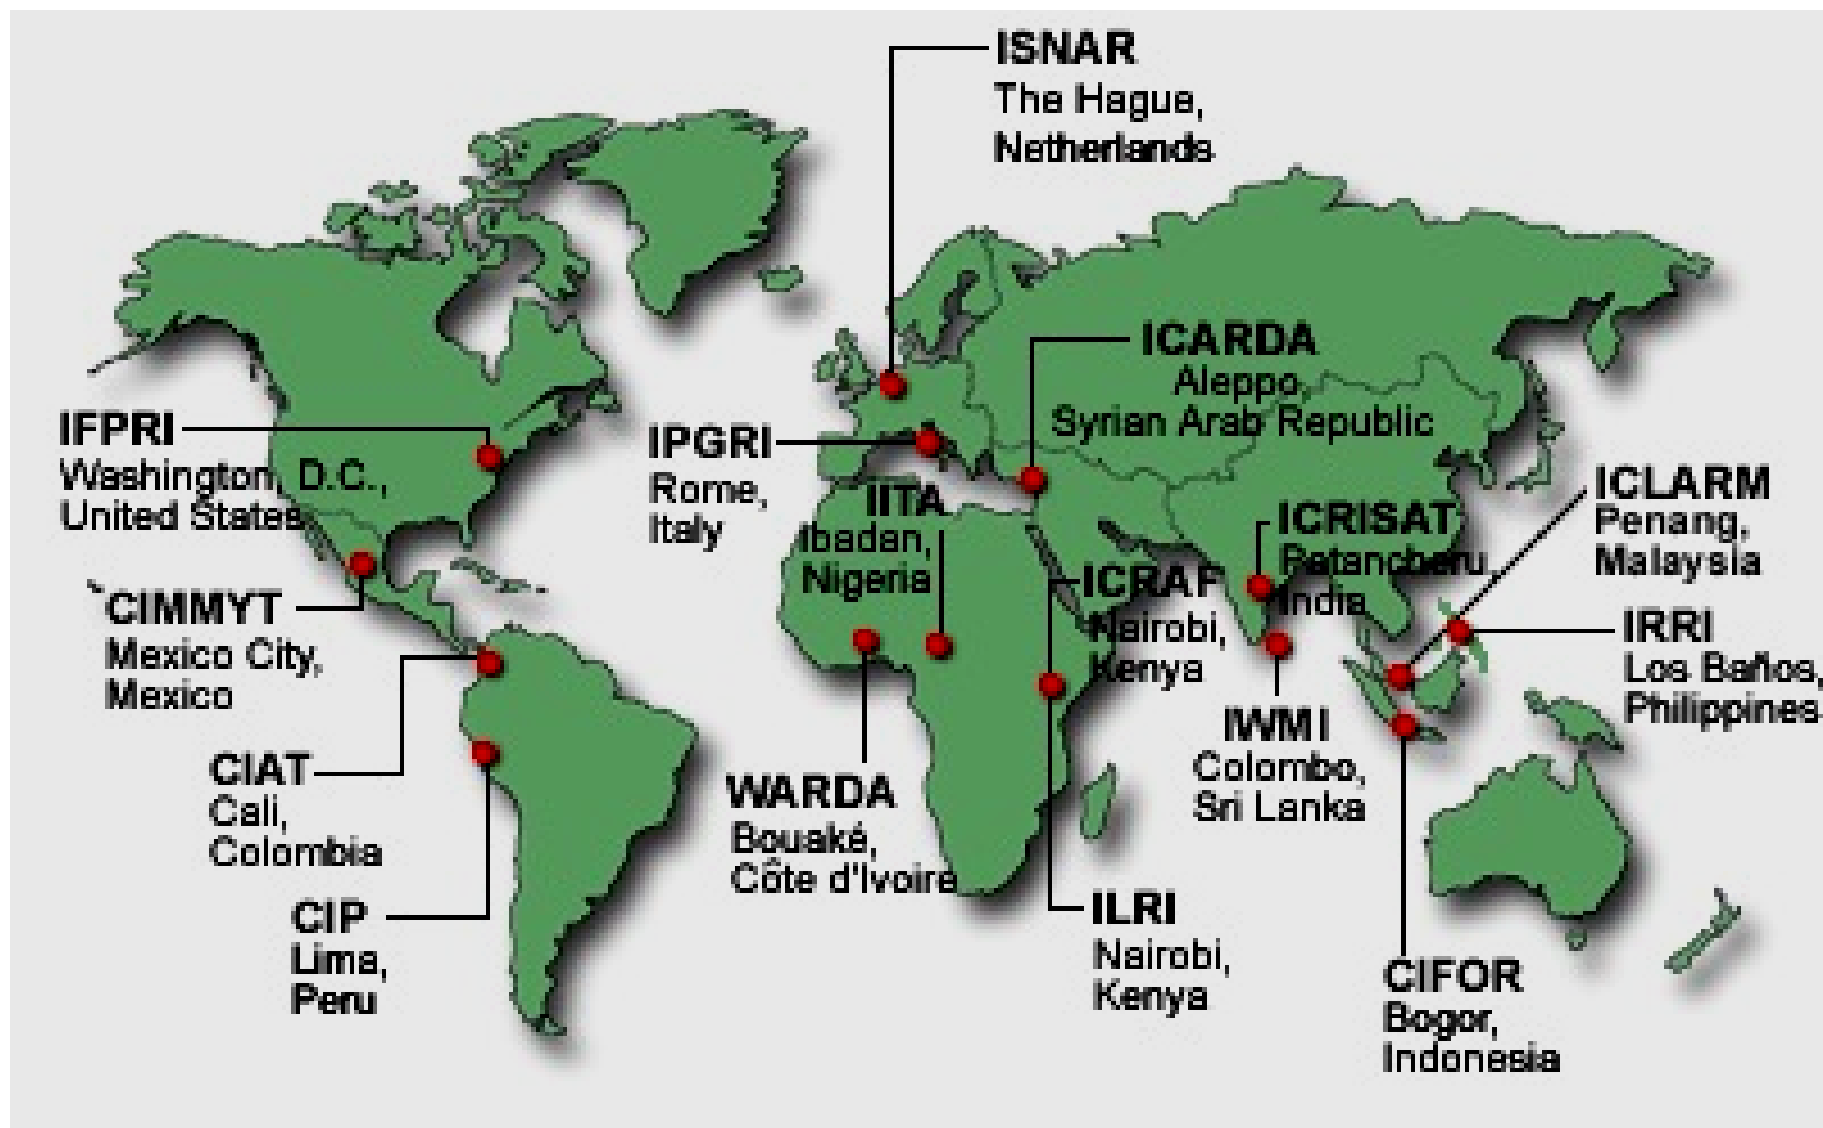 ISNAR
The Hague,
Netherlands
ICARDA
Aleppo,
Syrian Arab Republic
IFPRI
Washington, D.C.,
United States
IPGRI
Rome,
Italy
IITA
Ibadan,
Nigeria
ICLARM
Penang,
Malaysia
ICRISAT
Patancheru,
India
ICRAF
Nairobi,
Kenya
CIMMYT
Mexico City,
Mexico
IRRI
Los Baños,
Philippines
IWMI
Colombo,
Sri Lanka
CIAT
Cali,
Colombia
WARDA
Bouaké,
Côte d'Ivoire
CIP
Lima,
Peru
ILRI
Nairobi,
Kenya
CIFOR
Bogor,
Indonesia